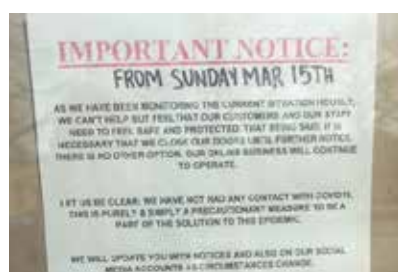 IMPORTANT NOTICE:
FROM SUNDAY MAR 15TH
AS WE HAVE BEEN MONITORING THE CURRENT SITUATION HOURLY,
WE CAN'T HELP BUT FEEL THAT OUR CUSTOMERS AND OUR STAFF
NEED TO FEEL SAFE AND PROTECTED. THAT BEING SAID, IT IS
NECESSARY THAT WE CLOSE OUR DOORS UNTIL FURTHER NOTICE.
THERE IS NO OTHER OPTION. OUR ONLINE BUSINESS WILL CONTINUE
TO OPERATE.
LET US BE CLEAR: WE HAVE NOT HAD ANY CONTACT WITH
THIS IS PURELY & SIMPLY A PRECAUTIONARY MEASURE TO BE A
PART OF THE SOLUTION TO THIS EPIDEMIC.
WE WILL UPDATE YOU WITH NOTICES AND ALSO ON OUR SOCIAL
MEDIA ACCOUNTS AS CIRCUMSTANCES CHANGE.